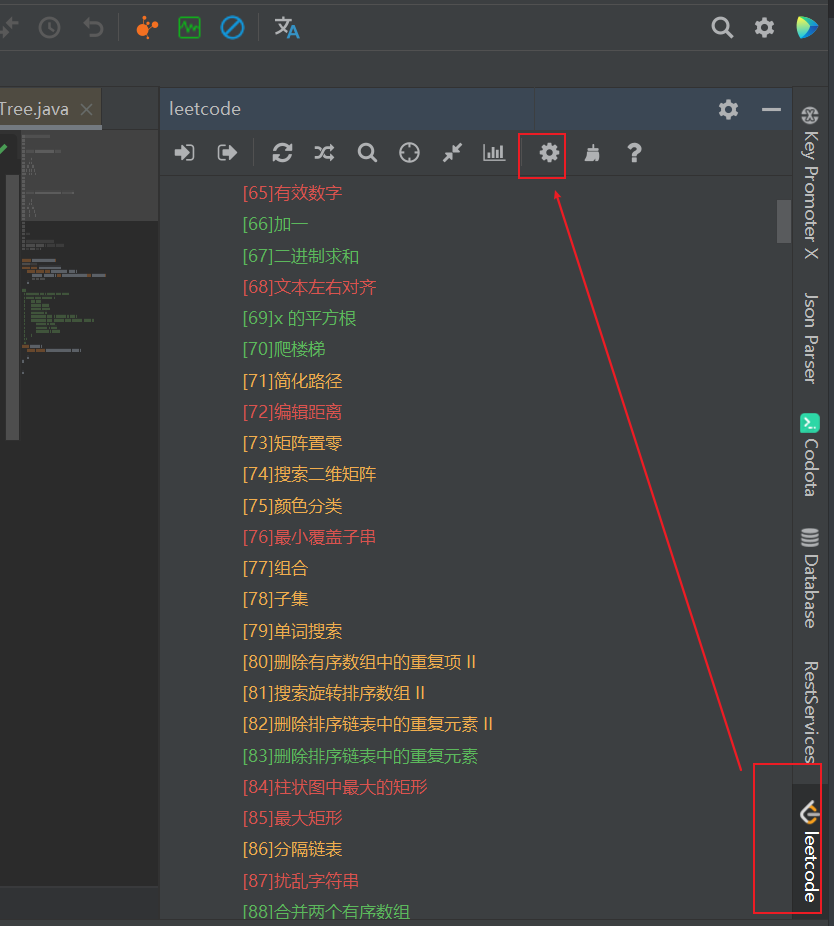 Tree.java
leetcode
[65]有效数字
[66]加一
[67]二进制求和
[68]文本左右对齐
[69]x 的平方根
[70]爬楼梯
[71]简化路径
[72]编辑距离
[73]矩阵置零
[74]搜索二维矩阵
[75]颜色分类
[76]最小覆盖子串
[77]组合
[78]子集
[79]单词搜索
[80]删除有序数组中的重复项 II
[81]搜索旋转排序数组 II
[82]删除排序链表中的重复元素 II
[83]删除排序链表中的重复元素
[84]柱状图中最大的矩形
[85]最大矩形
[86]分隔链表
[87]扰乱字符串
[88]合并两个有序数组
Key Promoter X
Json Parser
Codota
Database
RestServices
leetcode